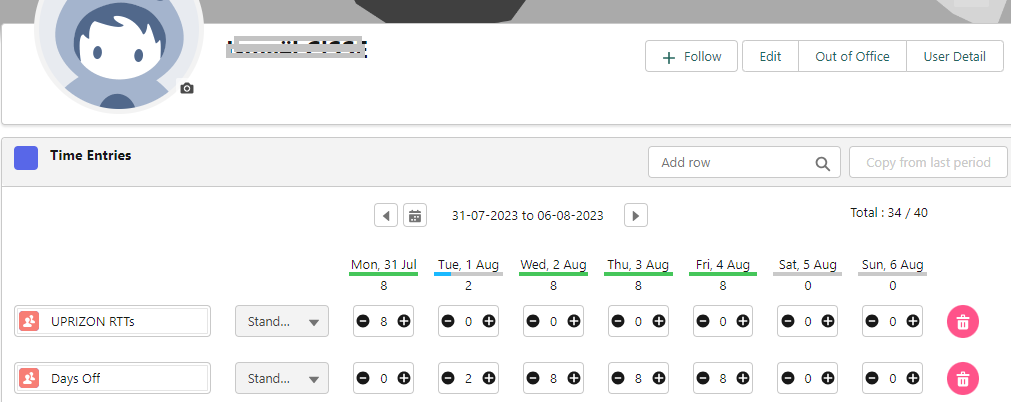 Follow
Edit
Out of Office
User Detail
Time Entries
Add row
Copy from last period
31-07-2023 to 06-08-2023
Total : 34 / 40
Mon, 31 Jul Tue, 1 Aug Wed, 2 Aug Thu, 3 Aug Fri, 4 Aug Sat, 5 Aug Sun, 6 Aug
8 2 8 8 8 0 0
UPRIZON RTTs Stand... 8 0 0 0 0 0 0
Days Off Stand... 0 2 8 8 8 0 0